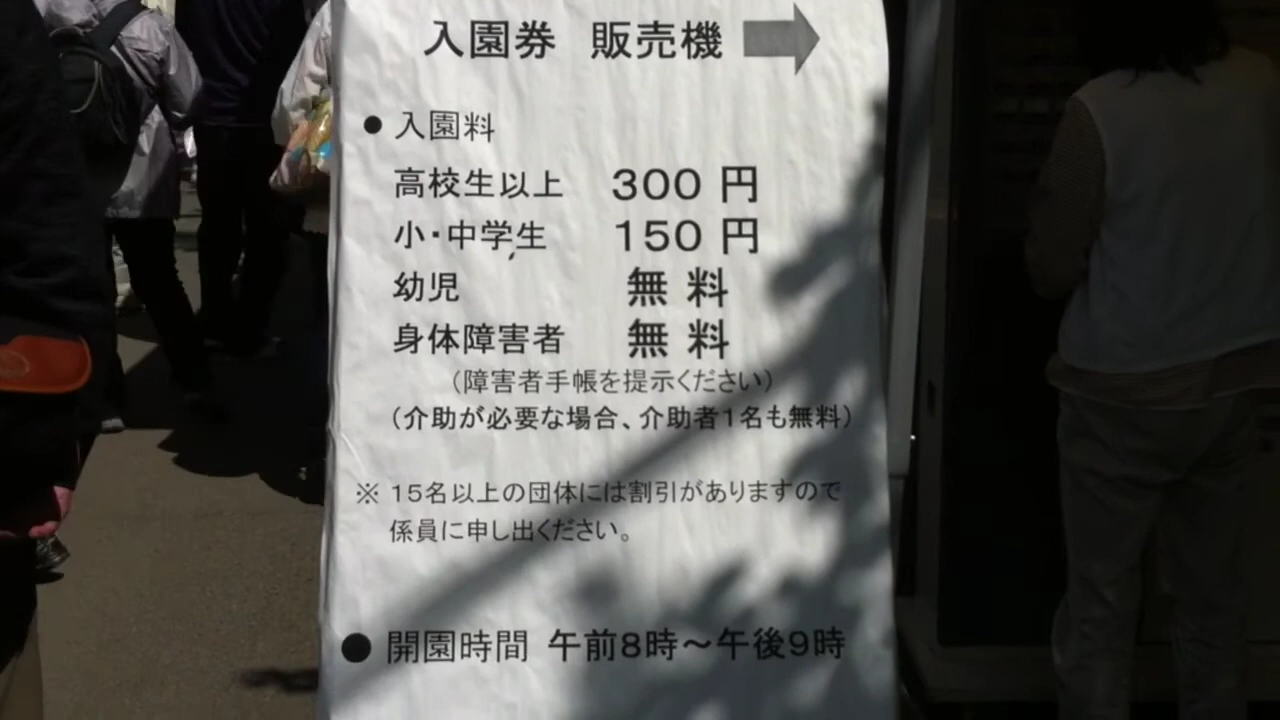 入園券 販売機 →
● 入園料
高校生以上 300 円
小・中学生 150 円
幼児 無 料
身体障害者 無 料
（障害者手帳を提示ください）
（介助が必要な場合、介助者1名も無料）
※ 15名以上の団体には割引がありますので
係員に申し出ください。
● 開園時間 午前8時～午後9時